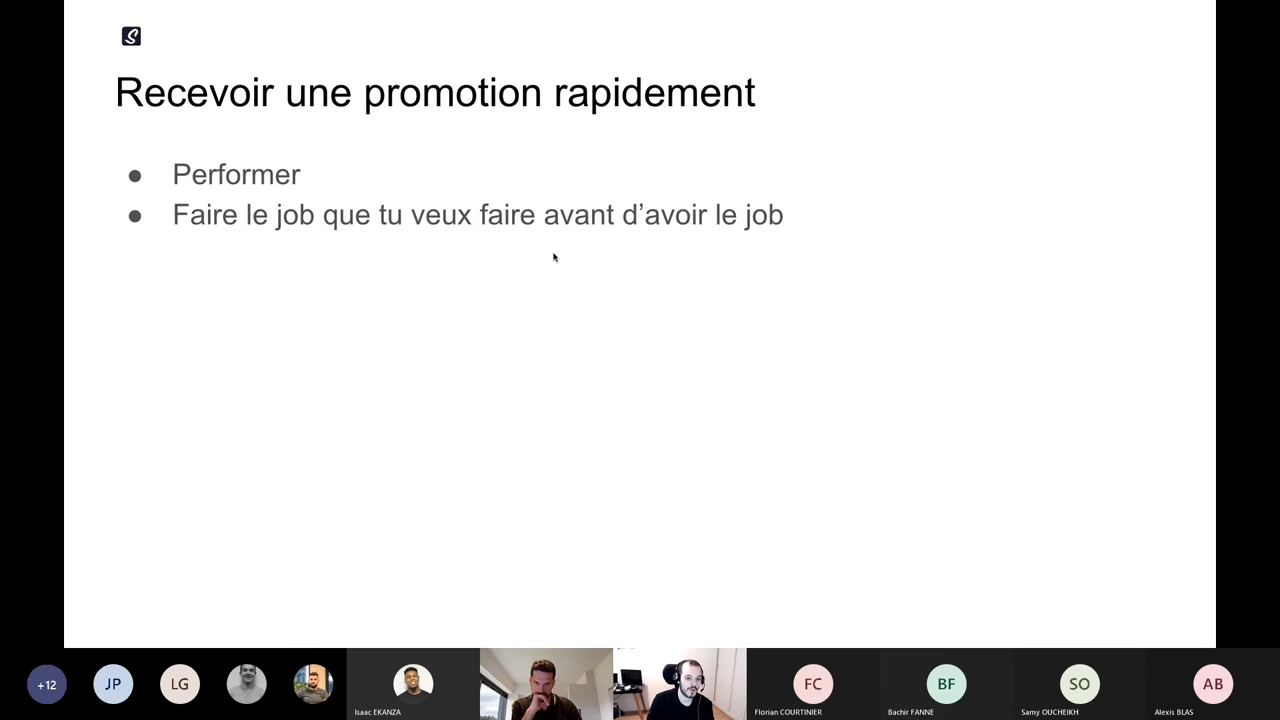 S
Recevoir une promotion rapidement
● Performer
● Faire le job que tu veux faire avant d’avoir le job
+12
JP
LG
Isaac EKANZA
FC
Florian COURTINIER
BF
Bachir FANNE
SO
Samy OUCHEIKH
AB
Alexis BLAS